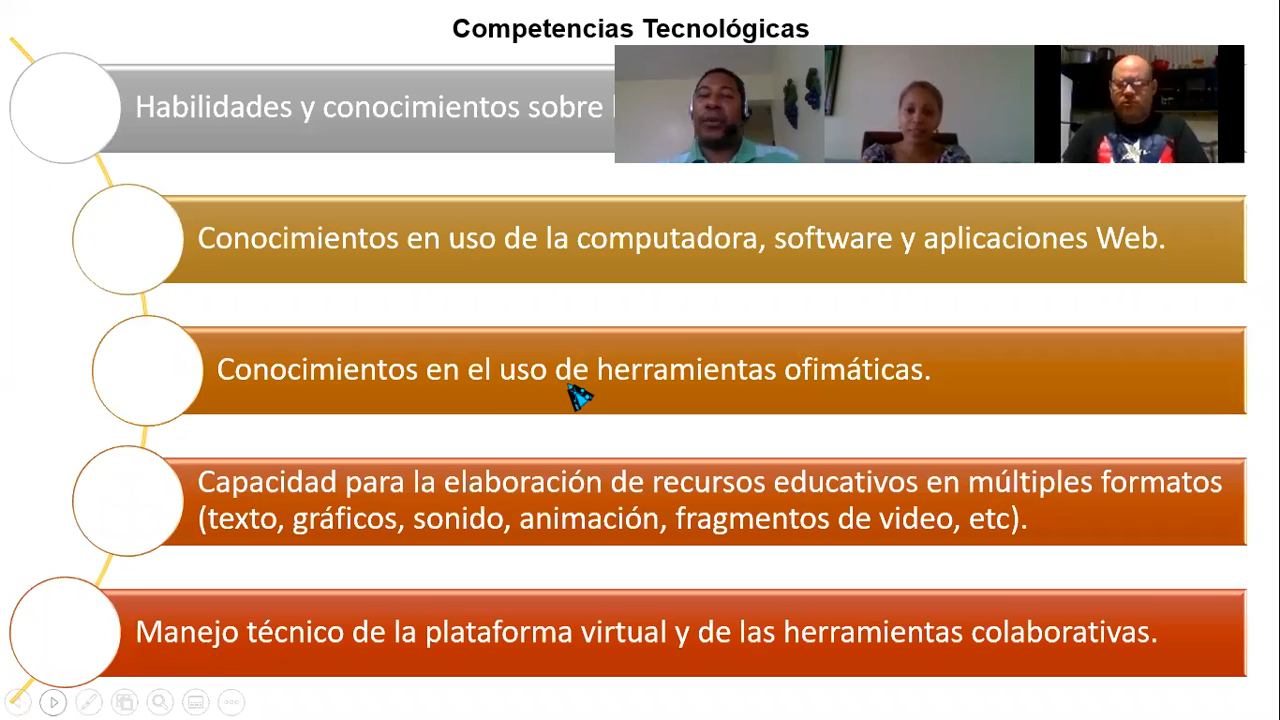 Competencias Tecnológicas
Habilidades y conocimientos sobre
Conocimientos en uso de la computadora, software y aplicaciones Web.
Conocimientos en el uso de herramientas ofimáticas.
Capacidad para la elaboración de recursos educativos en múltiples formatos
(texto, gráficos, sonido, animación, fragmentos de video, etc).
Manejo técnico de la plataforma virtual y de las herramientas colaborativas.